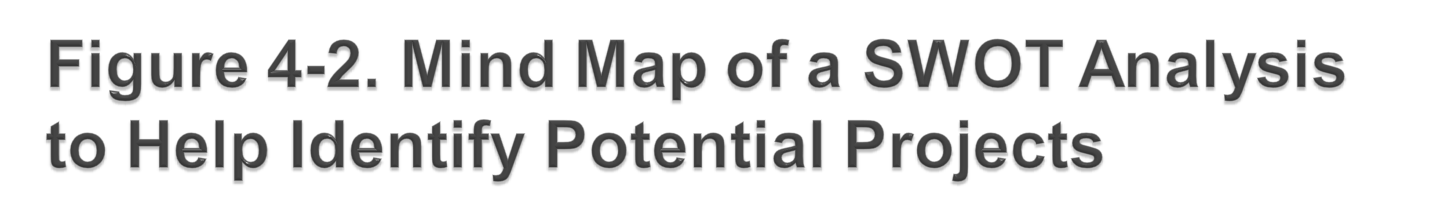 Figure 4-2. Mind Map of a SWOT Analysis
to Help Identify Potential Projects